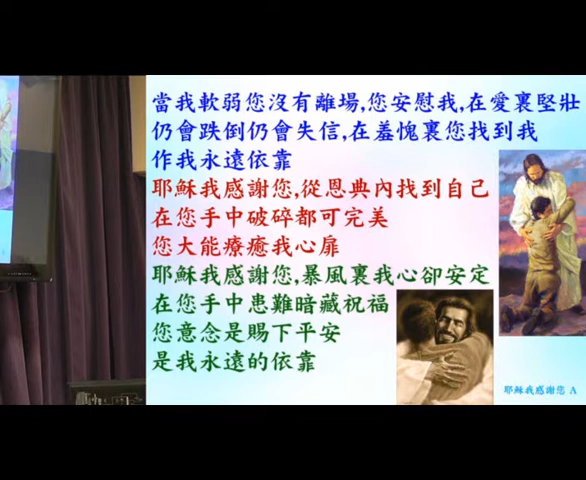 當我軟弱您沒有離場,您安慰我,在愛裏堅壯
仍會跌倒仍會失信,在羞愧裏您找到我
作我永遠依靠
耶穌我感謝您,從恩典內找到自己
在您手中破碎都可完美
您大能療癒我心扉
耶穌我感謝您,暴風裏我心卻安定
在您手中患難暗藏祝福
您意念是賜下平安
是我永遠的依靠
耶穌我感謝您 A